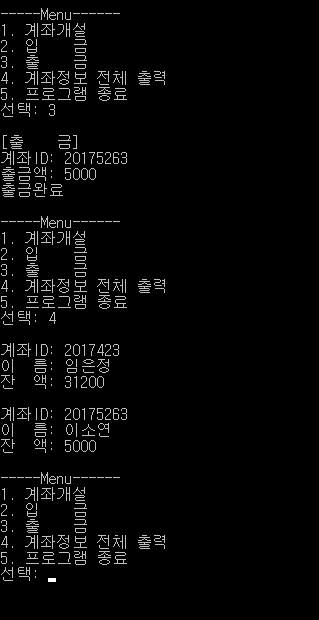 -----Menu------
1. 계좌개설
2. 입    금
3. 출    금
4. 계좌정보 전체 출력
5. 프로그램 종료
선택: 3
[출    금]
계좌ID: 20175263
출금액: 5000
출금완료
-----Menu------
1. 계좌개설
2. 입    금
3. 출    금
4. 계좌정보 전체 출력
5. 프로그램 종료
선택: 4
계좌ID: 2017423
이  름: 임은정
잔  액: 31200
계좌ID: 20175263
이  름: 이소연
잔  액: 5000
-----Menu------
1. 계좌개설
2. 입    금
3. 출    금
4. 계좌정보 전체 출력
5. 프로그램 종료
선택: